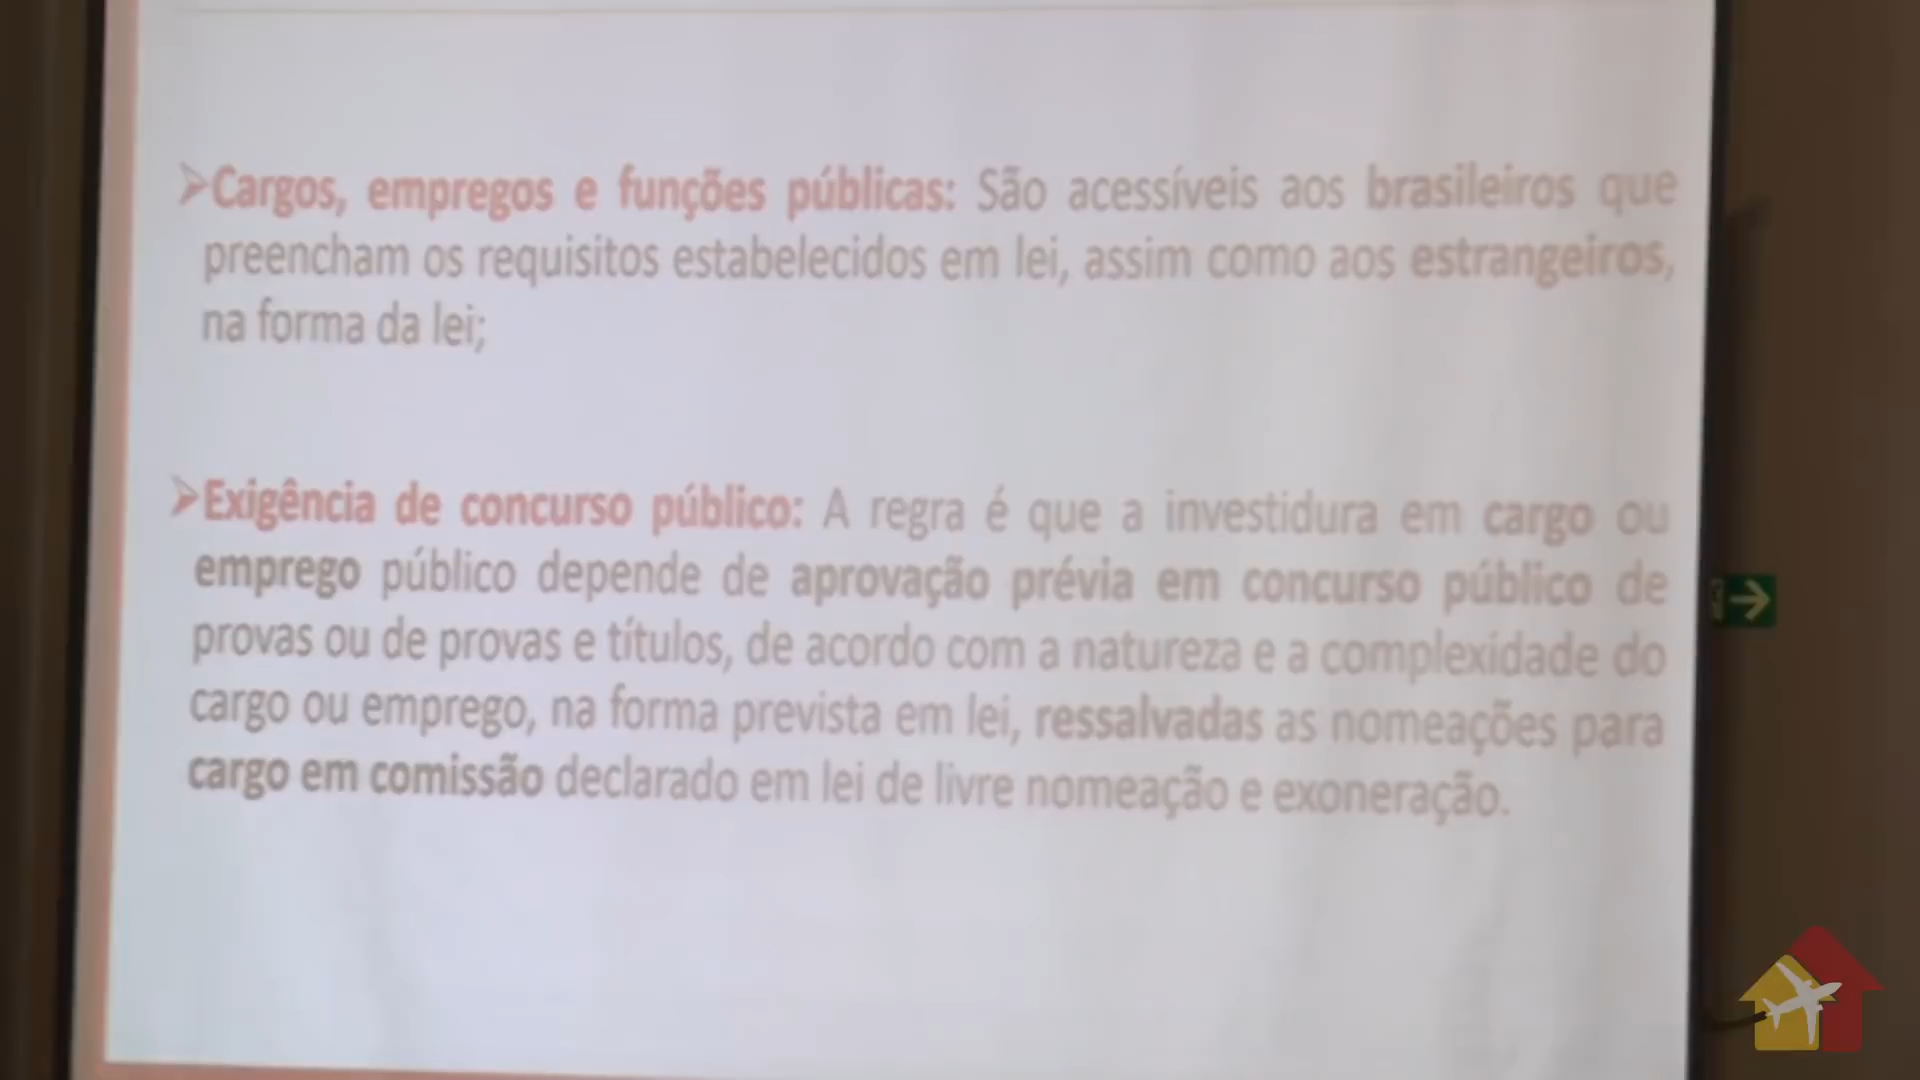 ➢Cargos, empregos e funções públicas: São acessíveis aos brasileiros que
preencham os requisitos estabelecidos em lei, assim como aos estrangeiros,
na forma da lei;
➢Exigência de concurso público: A regra é que a investidura em cargo ou
emprego público depende de aprovação prévia em concurso público de
provas ou de provas e títulos, de acordo com a natureza e a complexidade do
cargo ou emprego, na forma prevista em lei, ressalvadas as nomeações para
cargo em comissão declarado em lei de livre nomeação e exoneração.